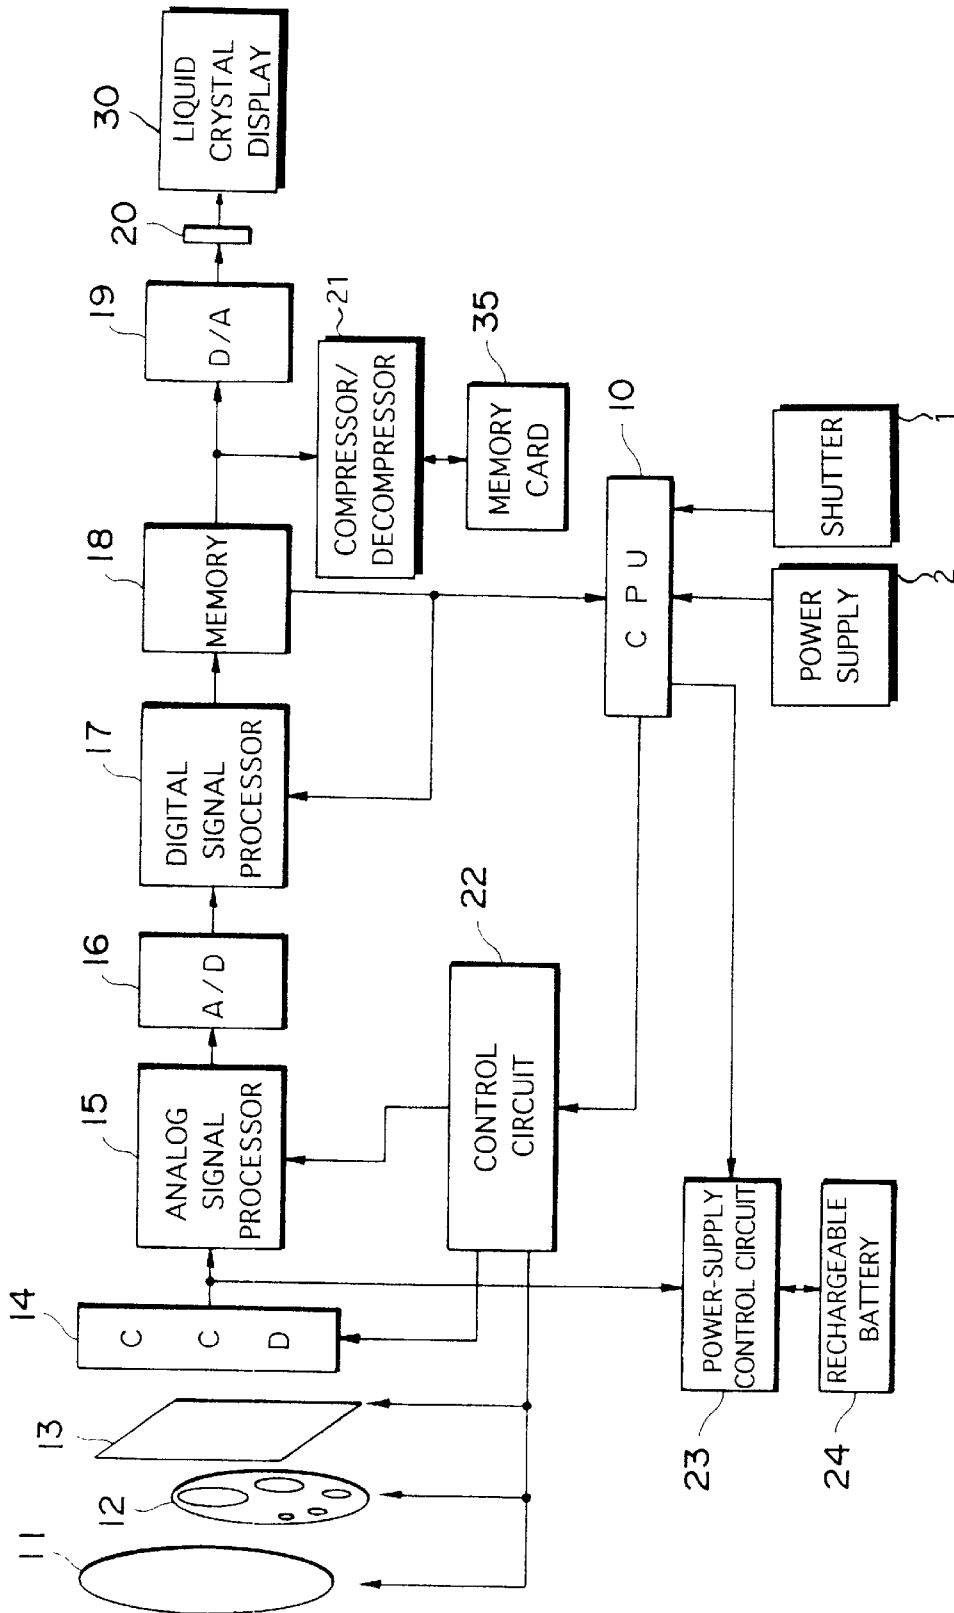 11
12
13
14
C C D
15
ANALOG
SIGNAL
PROCESSOR
16
A/D
17
DIGITAL
SIGNAL
PROCESSOR
18
MEMORY
19
D/A
20
30
LIQUID
CRYSTAL
DISPLAY
21
COMPRESSOR/
DECOMPRESSOR
35
MEMORY
CARD
22
CONTROL
CIRCUIT
10
C P U
23
POWER-SUPPLY
CONTROL CIRCUIT
24
RECHARGEABLE
BATTERY
POWER
SUPPLY
2
SHUTTER
1